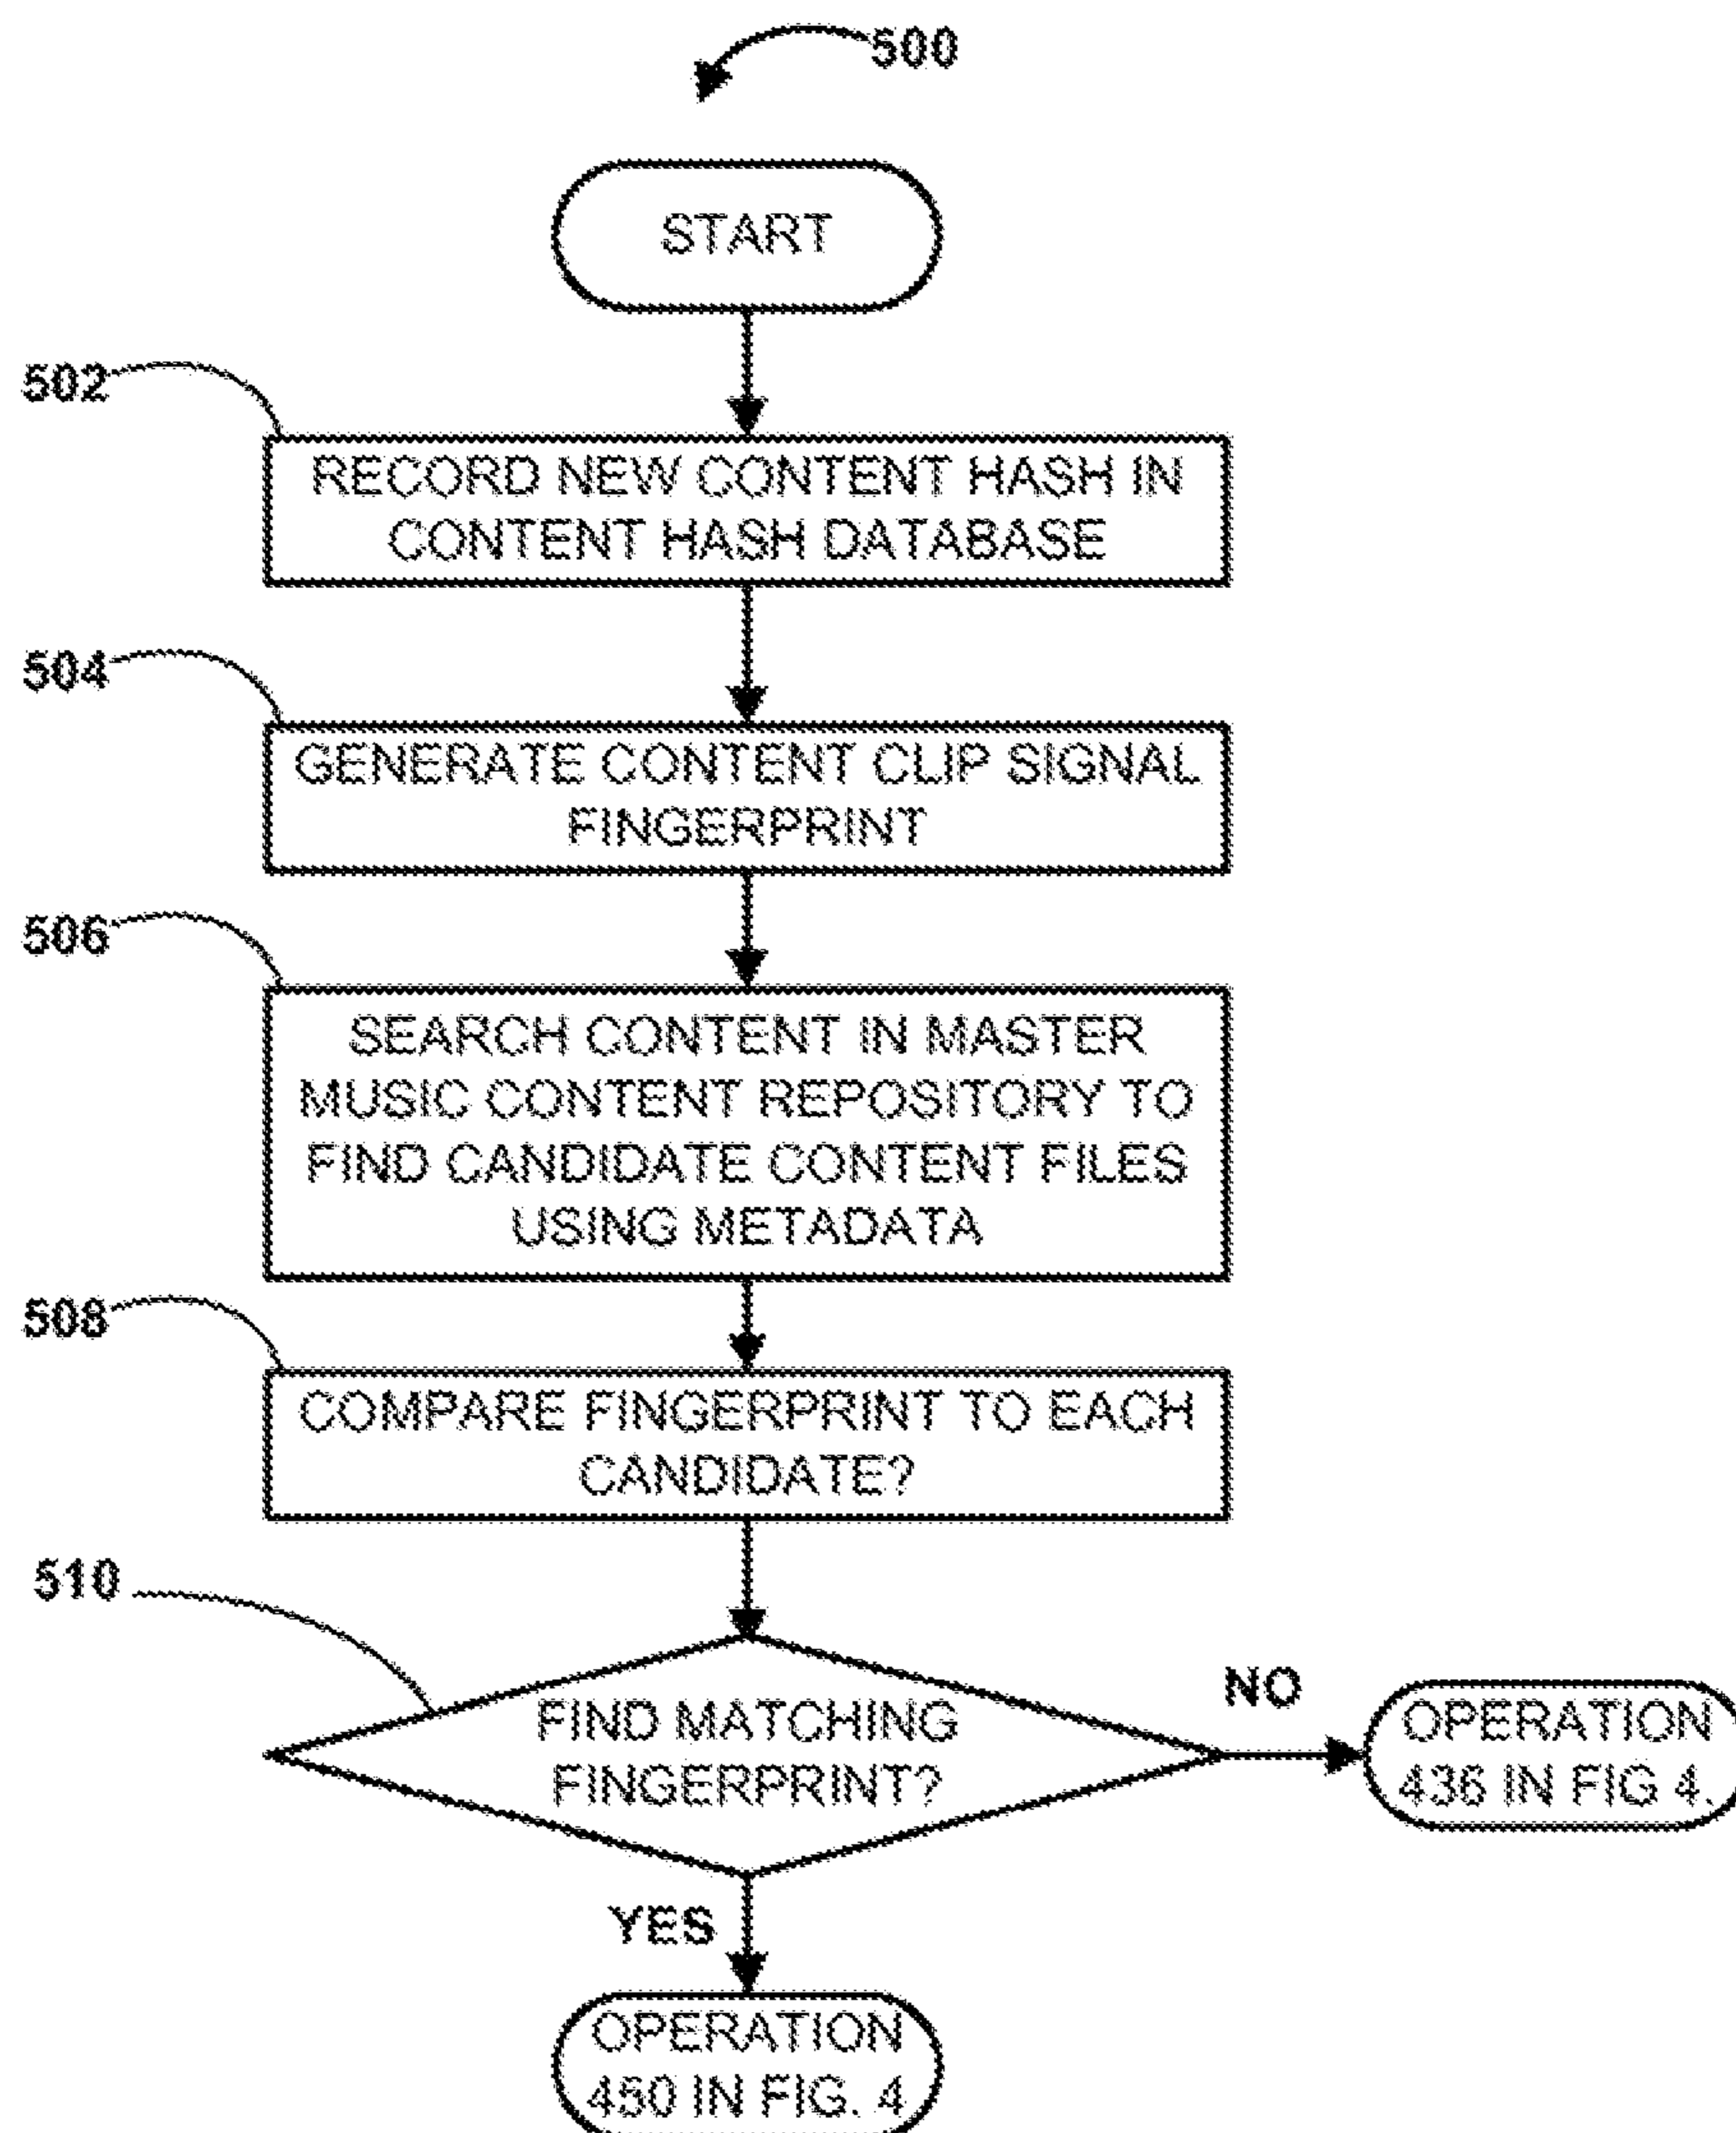 500
START
502
RECORD NEW CONTENT HASH IN
CONTENT HASH DATABASE
504
GENERATE CONTENT CLIP SIGNAL
FINGERPRINT
506
SEARCH CONTENT IN MASTER
MUSIC CONTENT REPOSITORY TO
FIND CANDIDATE CONTENT FILES
USING METADATA
508
COMPARE FINGERPRINT TO EACH
CANDIDATE?
510
FIND MATCHING
FINGERPRINT?
NO
OPERATION
436 IN FIG 4.
YES
OPERATION
450 IN FIG. 4